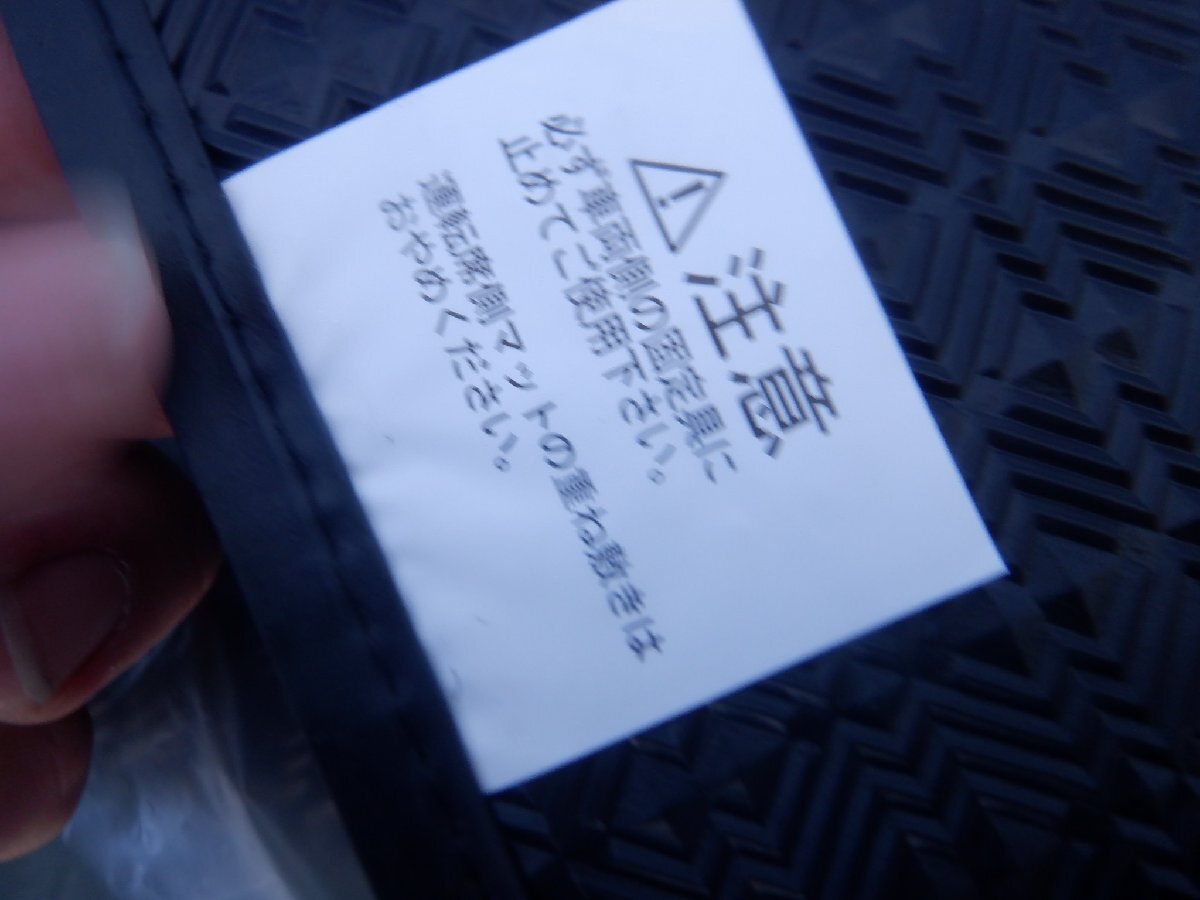 注意
必ず車両側の固定具に
止めてご使用下さい。
運転席側マットの重ね敷きは
おやめください。